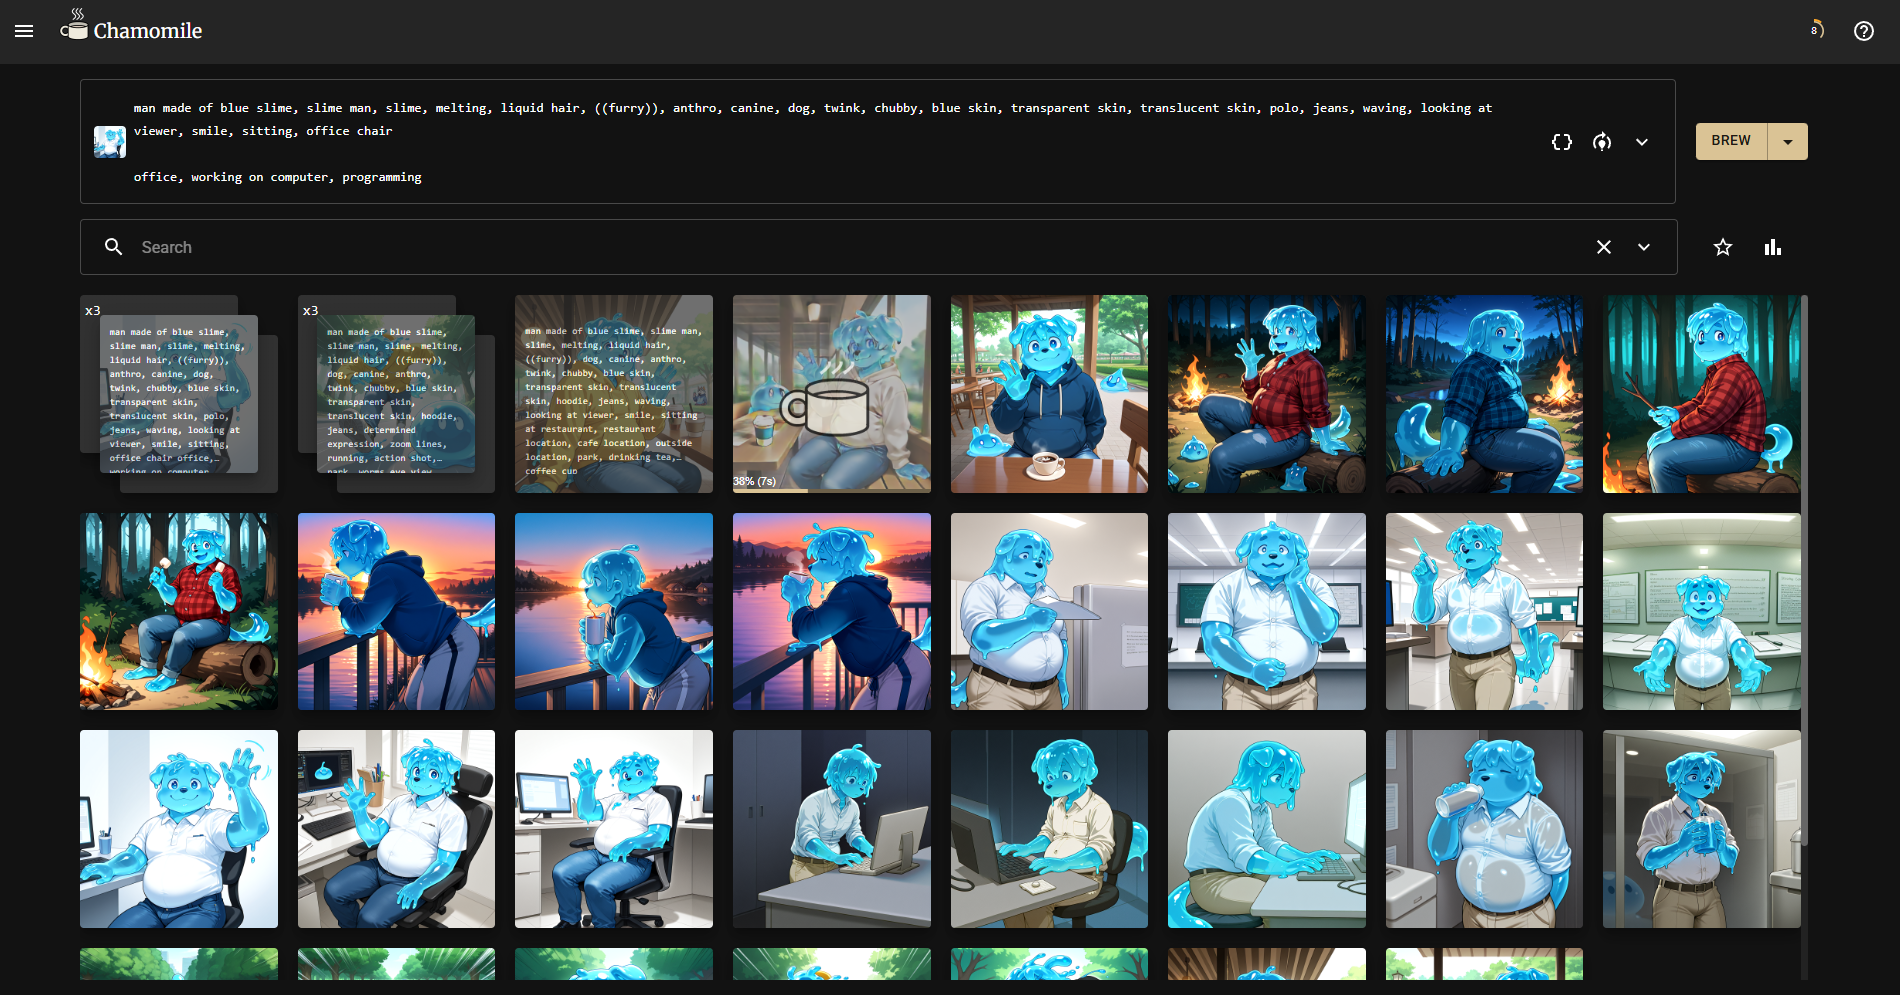 Chamomile
8
man made of blue slime, slime man, slime, melting, liquid hair, ((furry)), anthro, canine, dog, twink, chubby, blue skin, transparent skin, translucent skin, polo, jeans, waving, looking at
viewer, smile, sitting, office chair
office, working on computer, programming
BREW
Search
x3
man made of blue slime,
slime man, slime, melting,
liquid hair, ((furry)),
anthro, canine, dog,
twink, chubby, blue skin,
transparent skin,
translucent skin, polo,
jeans, waving, looking at
viewer, smile, sitting,
office chair office,…
working on computer,
x3
man made of blue slime,
slime man, slime, melting,
liquid hair, ((furry)),
dog, canine, anthro,
twink, chubby, blue skin,
transparent skin,
translucent skin, hoodie,
jeans, determined
expression, zoom lines,
running, action shot,…
park, worms eye view,
man made of blue slime, slime man,
slime, melting, liquid hair,
((furry)), dog, canine, anthro,
twink, chubby, blue skin,
transparent skin, translucent
skin, hoodie, jeans, waving,
looking at viewer, smile, sitting
at restaurant, restaurant
location, cafe location, outside
location, park, drinking tea,…
coffee cup
38% (7s)